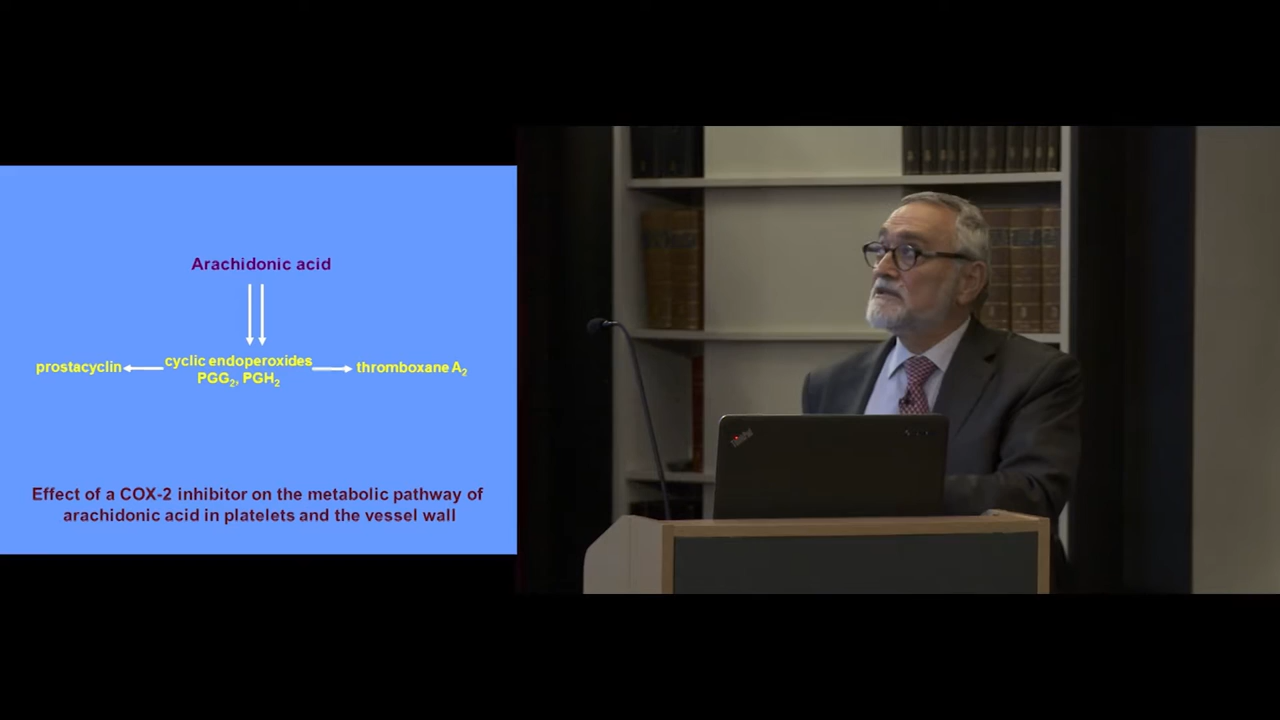 Arachidonic acid
prostacyclin
cyclic endoperoxides
PGG₂, PGH₂
thromboxane A₂
Effect of a COX-2 inhibitor on the metabolic pathway of
arachidonic acid in platelets and the vessel wall
ThinkPad